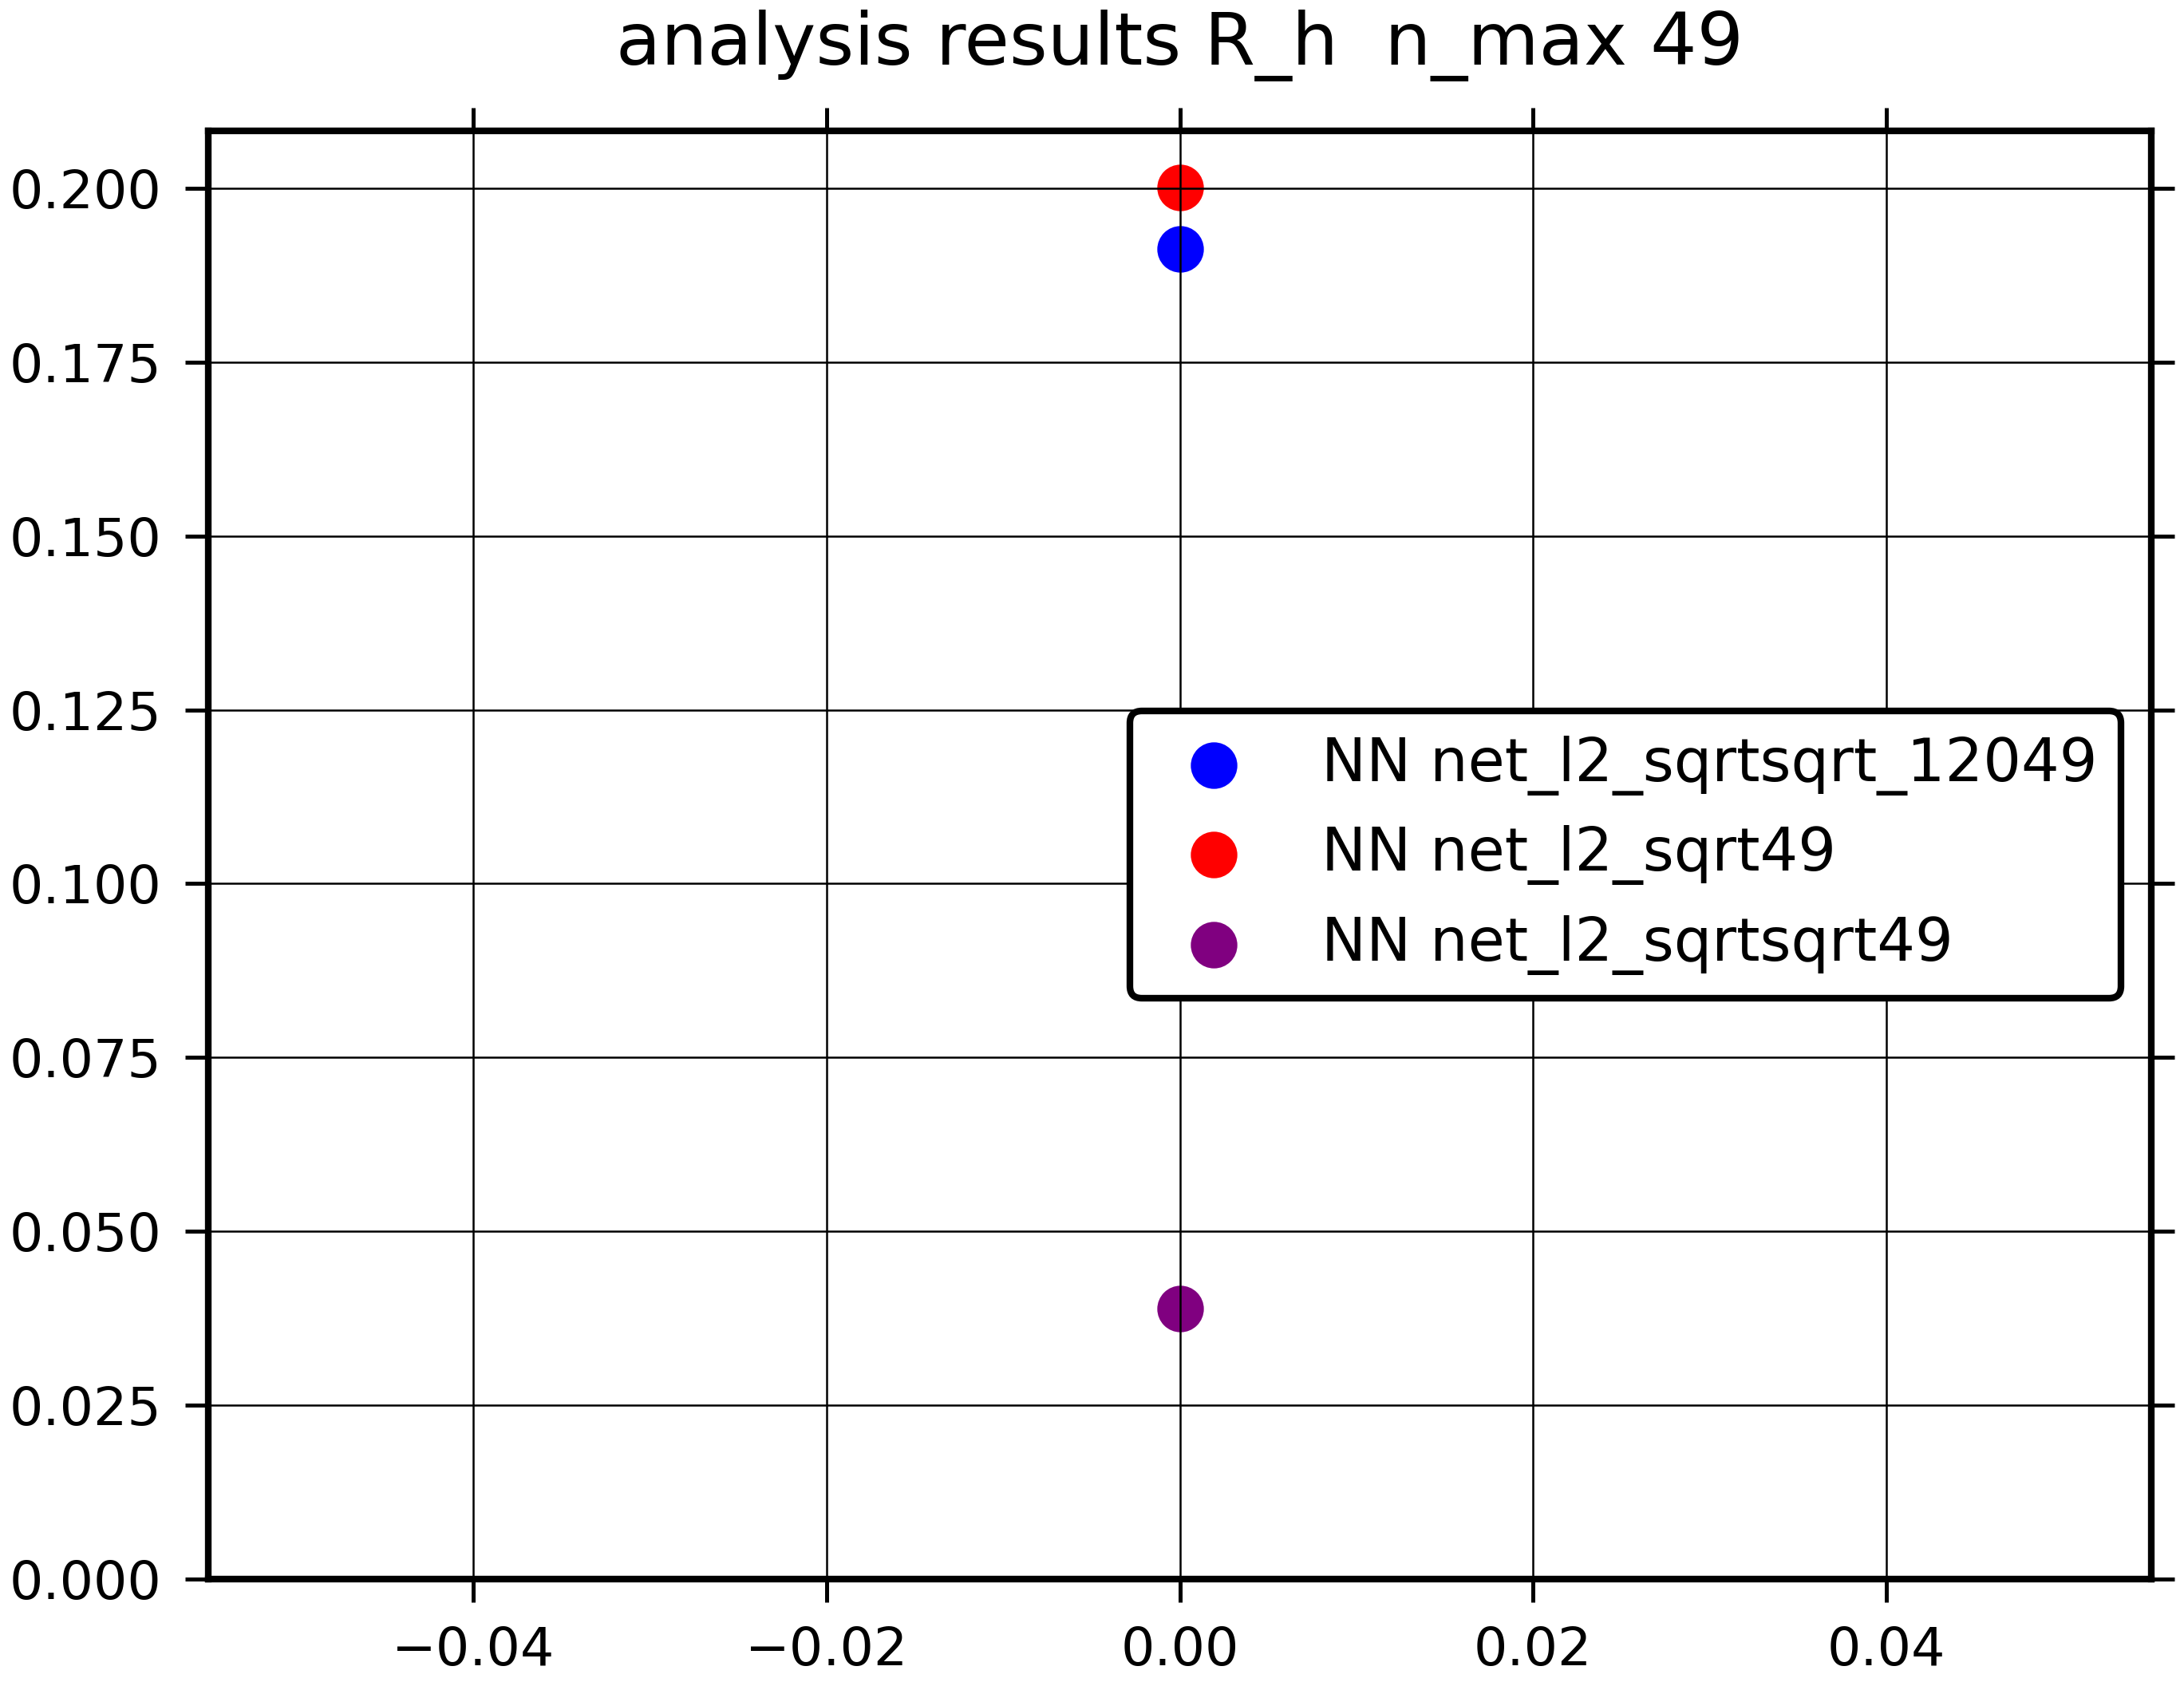 analysis results R_h  n_max 49
0.200
0.175
0.150
0.125
0.100
0.075
0.050
0.025
0.000
NN net_l2_sqrtsqrt_12049
NN net_l2_sqrt49
NN net_l2_sqrtsqrt49
−0.04 −0.02 0.00 0.02 0.04